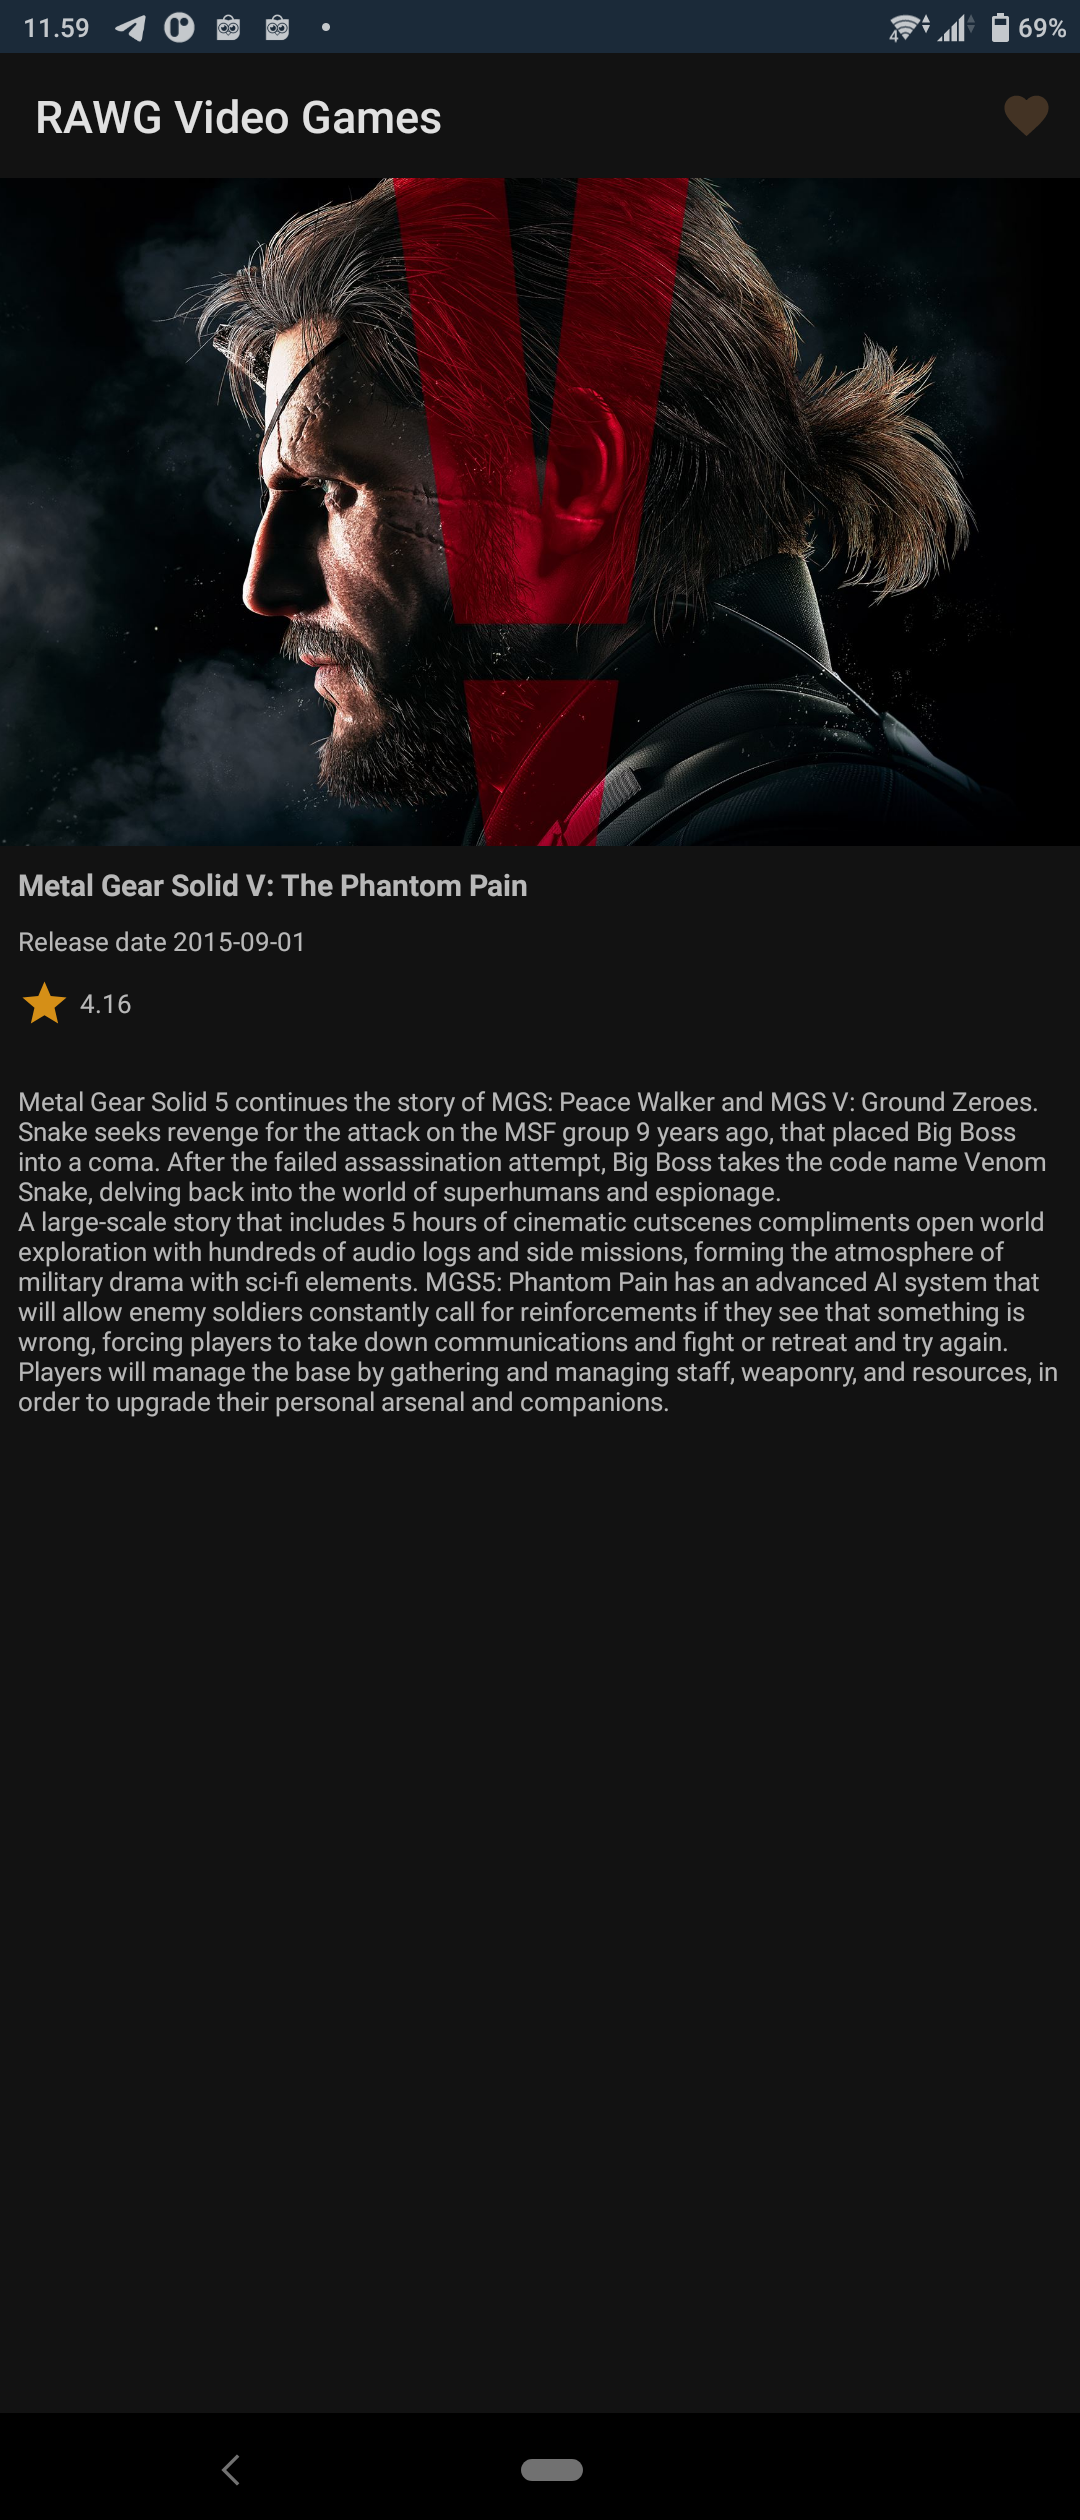 11.59
4
69%
RAWG Video Games
Metal Gear Solid V: The Phantom Pain
Release date 2015-09-01
4.16
Metal Gear Solid 5 continues the story of MGS: Peace Walker and MGS V: Ground Zeroes.
Snake seeks revenge for the attack on the MSF group 9 years ago, that placed Big Boss
into a coma. After the failed assassination attempt, Big Boss takes the code name Venom
Snake, delving back into the world of superhumans and espionage.
A large-scale story that includes 5 hours of cinematic cutscenes compliments open world
exploration with hundreds of audio logs and side missions, forming the atmosphere of
military drama with sci-fi elements. MGS5: Phantom Pain has an advanced AI system that
will allow enemy soldiers constantly call for reinforcements if they see that something is
wrong, forcing players to take down communications and fight or retreat and try again.
Players will manage the base by gathering and managing staff, weaponry, and resources, in
order to upgrade their personal arsenal and companions.